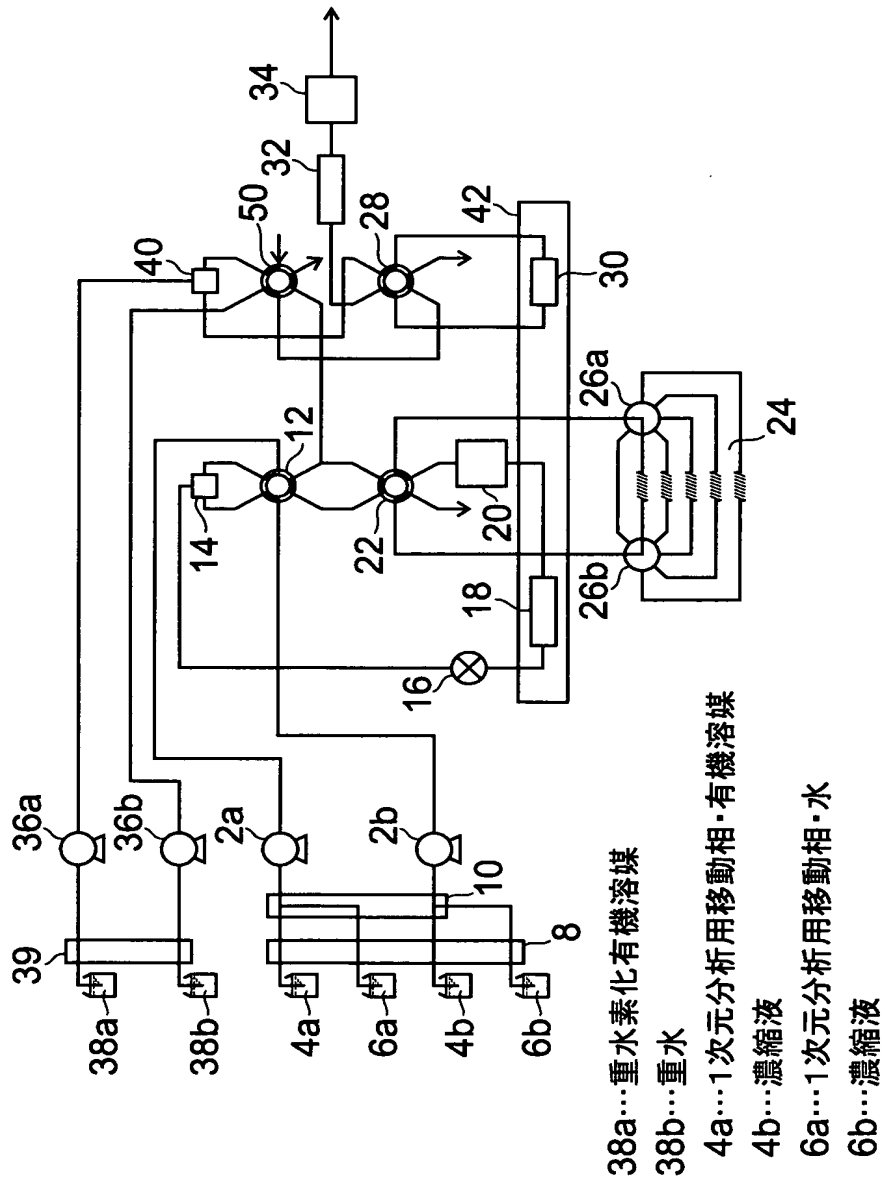 38a
38b
4a
6a
4b
6b
39
8
10
36a
36b
2a
2b
40
50
14
12
16
18
20
22
24
26a
26b
28
30
32
34
42
38a…重水素化有機溶媒
38b…重水
4a…1次元分析用移動相・有機溶媒
4b…濃縮液
6a…1次元分析用移動相・水
6b…濃縮液